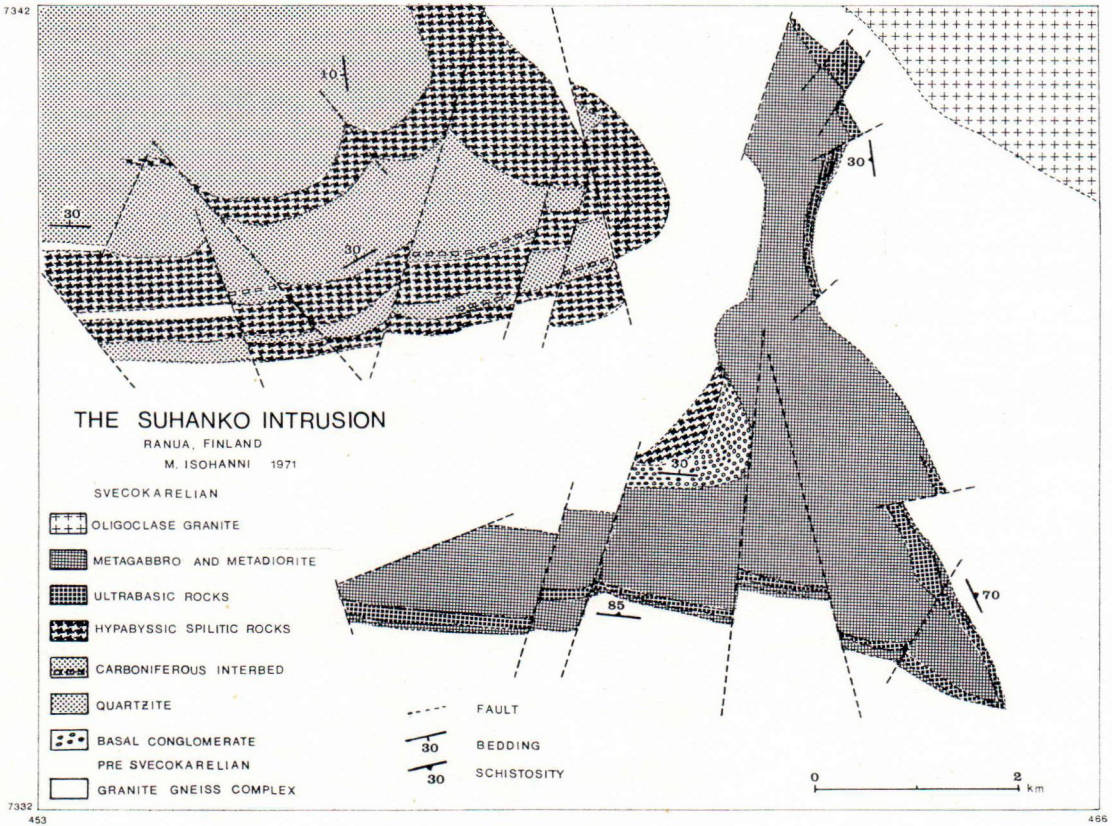 7342
10
30
30
30
THE SUHANKO INTRUSION
RANUA, FINLAND
M. ISOHANNI 1971
30
SVECOKARELIAN
OLIGOCLASE GRANITE
METAGABBRO AND METADIORITE
ULTRABASIC ROCKS
HYPABYSSIC SPILITIC ROCKS
CARBONIFEROUS INTERBED
QUARTZITE
BASAL CONGLOMERATE
PRE SVECOKARELIAN
GRANITE GNEISS COMPLEX
85
70
FAULT
30 BEDDING
30 SCHISTOSITY
0 2
km
7332
453 466